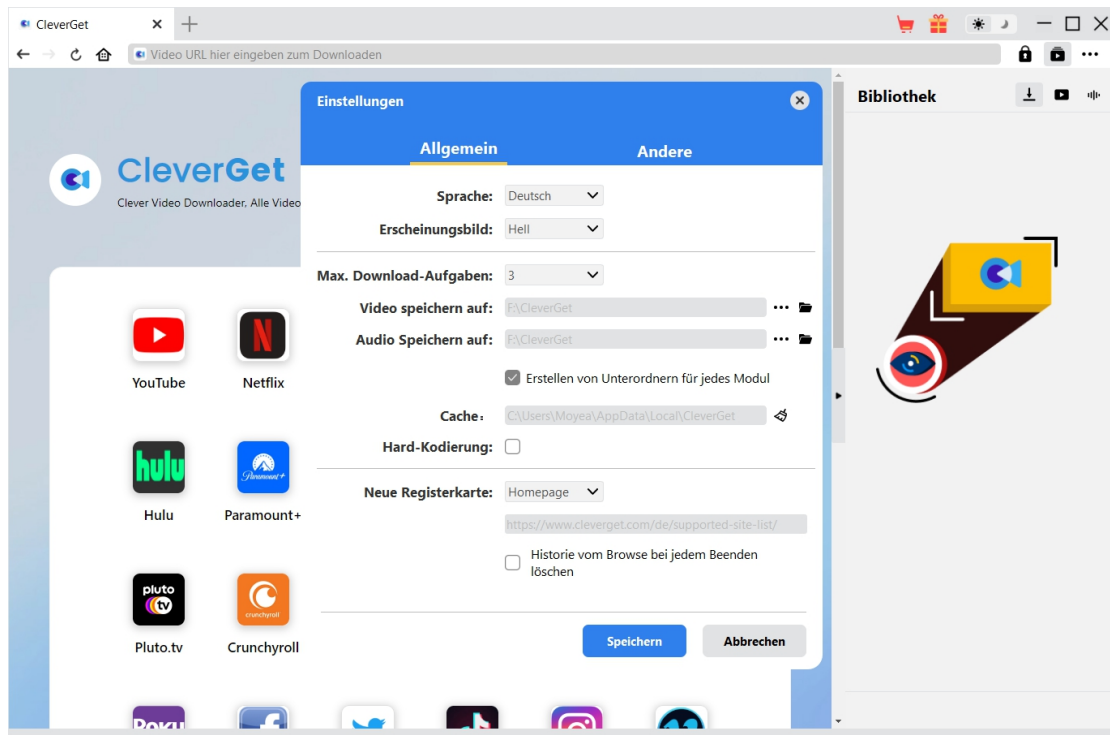 CleverGet
Video URL hier eingeben zum Downloaden
Einstellungen
Bibliothek
Allgemein
Andere
CleverGet
Clever Video Downloader, Alle Video
Sprache: Deutsch
Erscheinungsbild: Hell
Max. Download-Aufgaben: 3
Video speichern auf: F:\CleverGet
Audio Speichern auf: F:\CleverGet
Erstellen von Unterordnern für jedes Modul
Cache: C:\Users\Moyea\AppData\Local\CleverGet
Hard-Kodierung:
Neue Registerkarte: Homepage
https://www.cleverget.com/de/supported-site-list/
Historie vom Browse bei jedem Beenden
löschen
Speichern
Abbrechen
YouTube
Netflix
hulu
Paramount+
Hulu
Paramount+
pluto
tv
crunchyroll
Pluto.tv
Crunchyroll
Roku